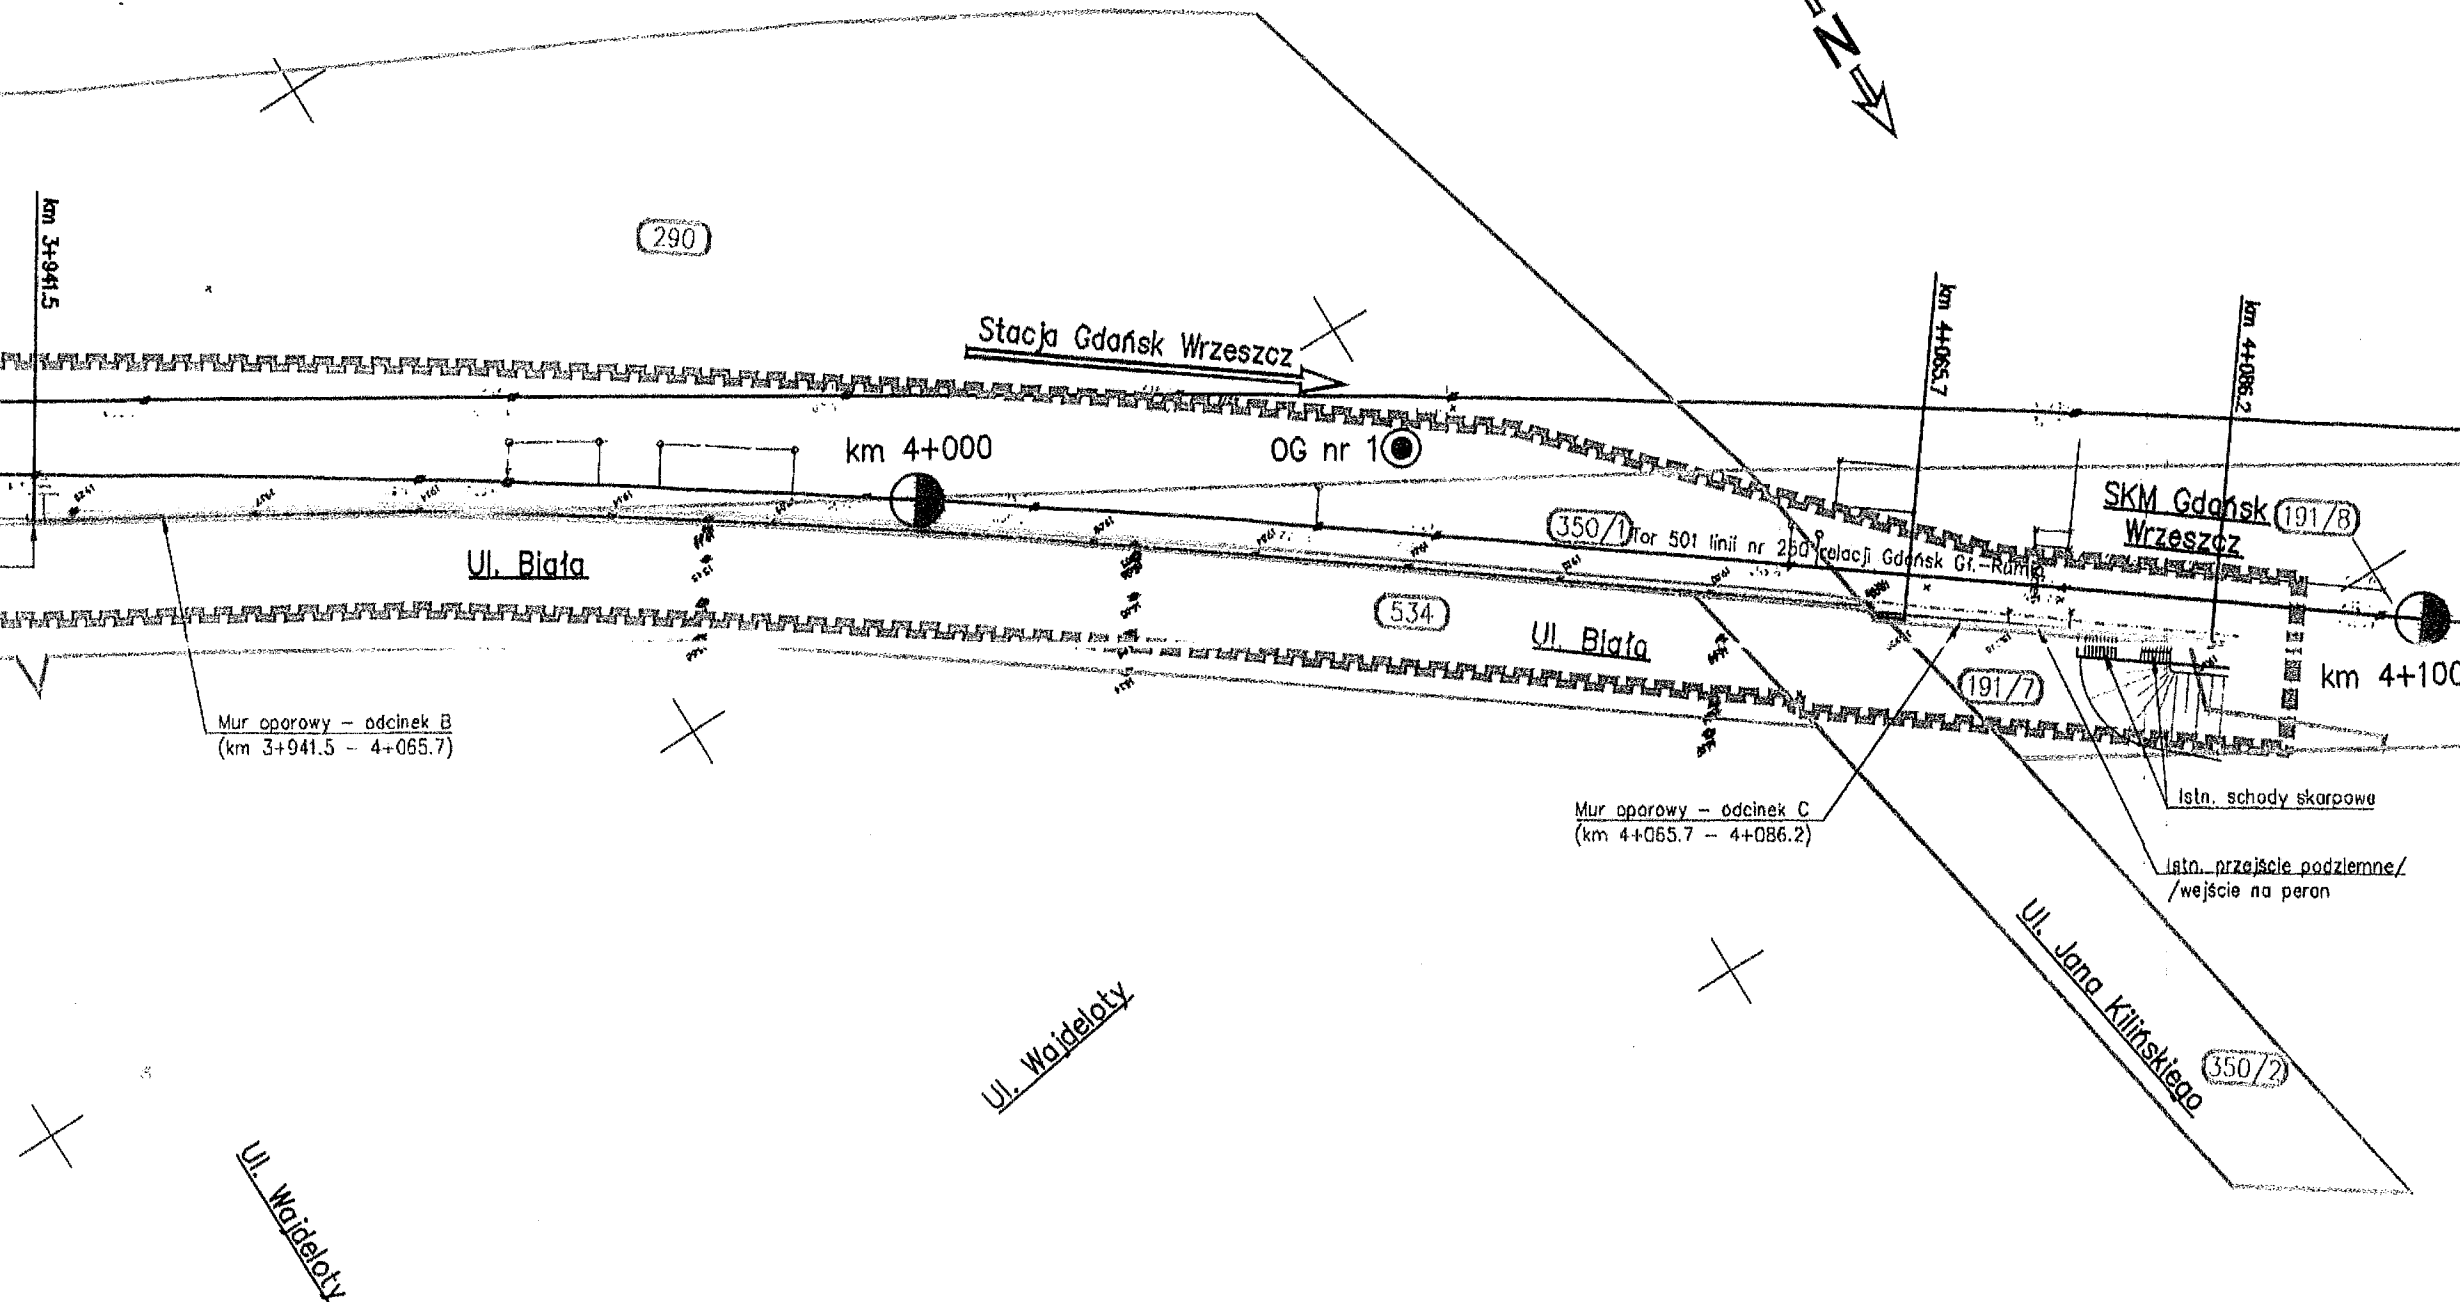 N
km 3+941.5
290
Stacja Gdańsk Wrzeszcz
km 4+065.7
km 4+086.2
km 4+000
OG nr 1
SKM Gdańsk
Wrzeszcz
191/8
350/1
Tor 501 linii nr 250 relacji Gdańsk Gł.-Rumia
Ul. Biała
534
Ul. Biała
191/7
km 4+100
Mur oporowy – odcinek B
(km 3+941.5 – 4+065.7)
Mur oporowy – odcinek C
(km 4+065.7 – 4+086.2)
Istn. schody skarpowe
Istn. przejście podziemne/
/wejście na peron
Ul. Jana Kilińskiego
350/2
Ul. Wajdeloty
Ul. Wajdeloty